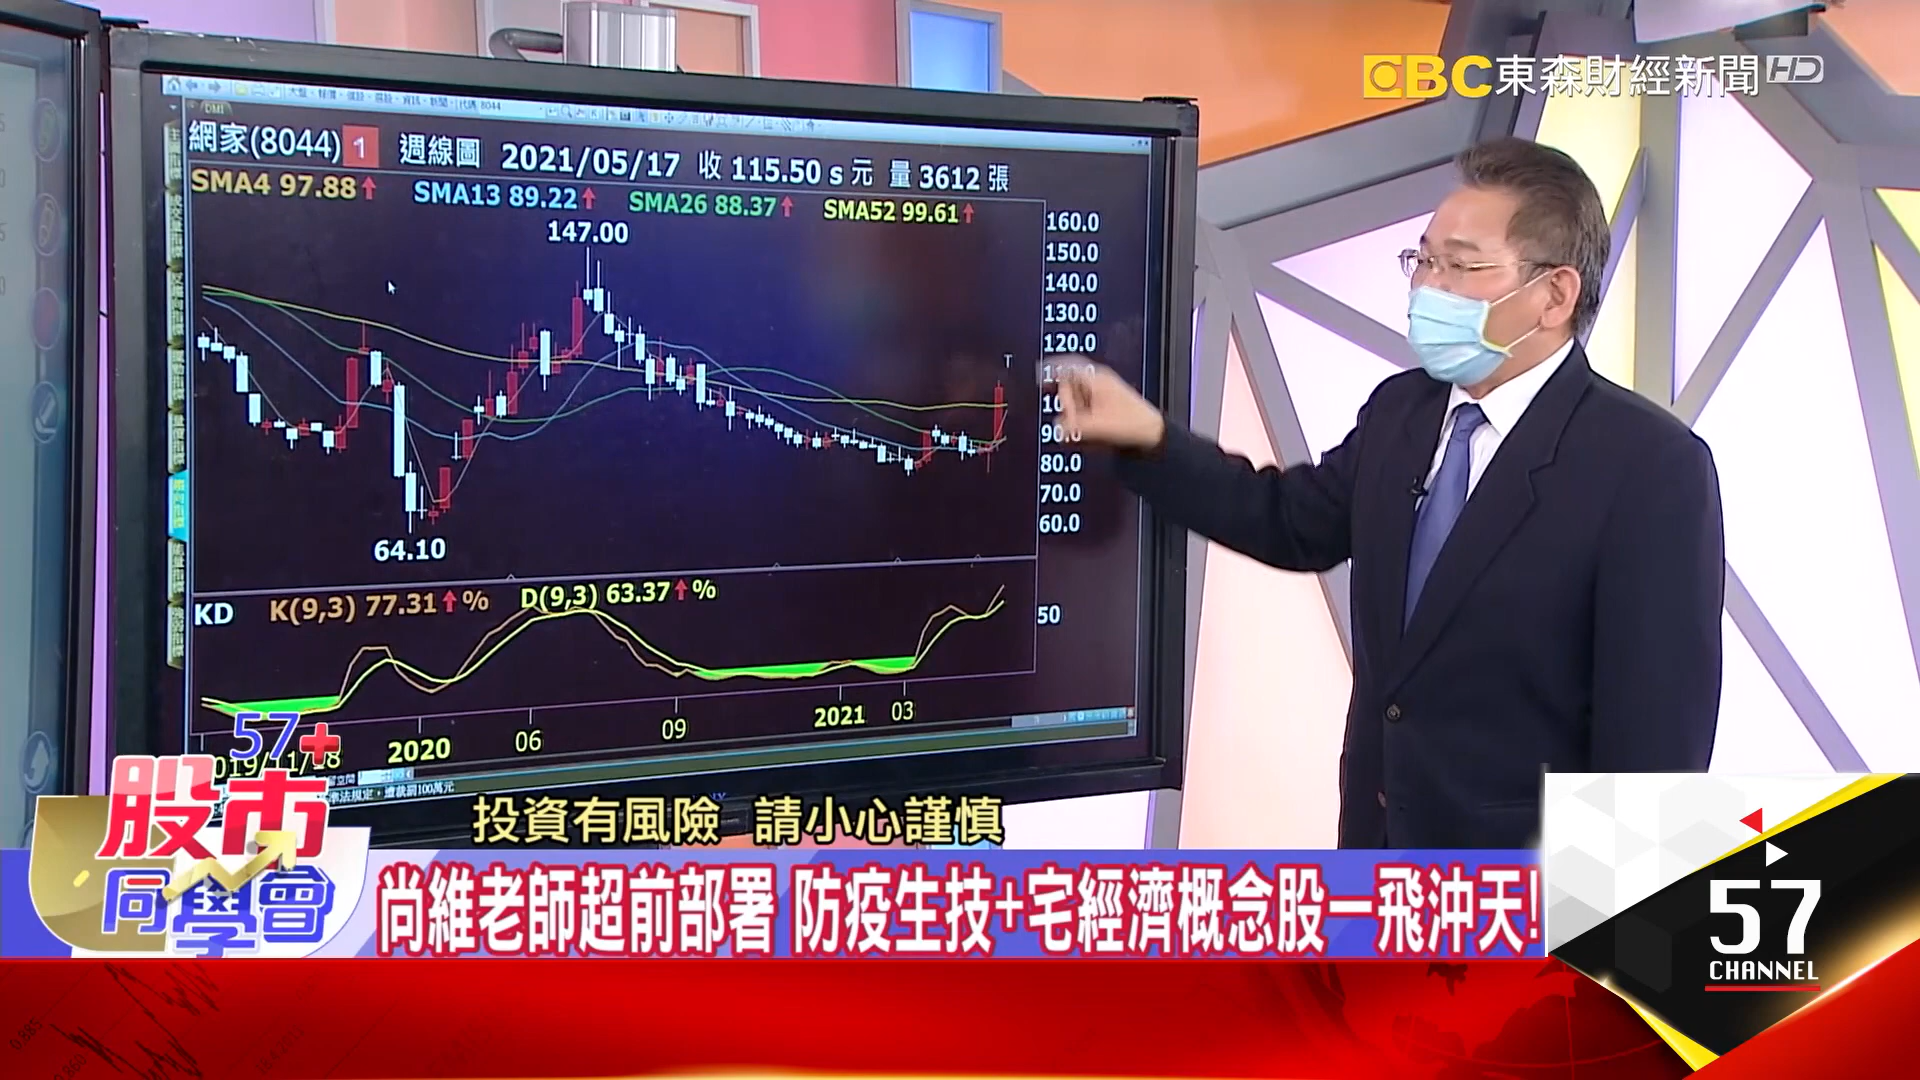 EBC東森財經新聞HD
DMI
網家(8044) 1 週線圖 2021/05/17 收 115.50 s 元 量 3612 張
SMA4 97.88↑ SMA13 89.22↑ SMA26 88.37↑ SMA52 99.61↑
147.00
160.0
150.0
140.0
130.0
120.0
90.0
80.0
70.0
60.0
64.10
KD K(9,3) 77.31↑% D(9,3) 63.37↑%
50
2020 06 09 2021 03
57+
股市
同學會
投資有風險 請小心謹慎
尚維老師超前部署 防疫生技+宅經濟概念股一飛沖天!
57
CHANNEL